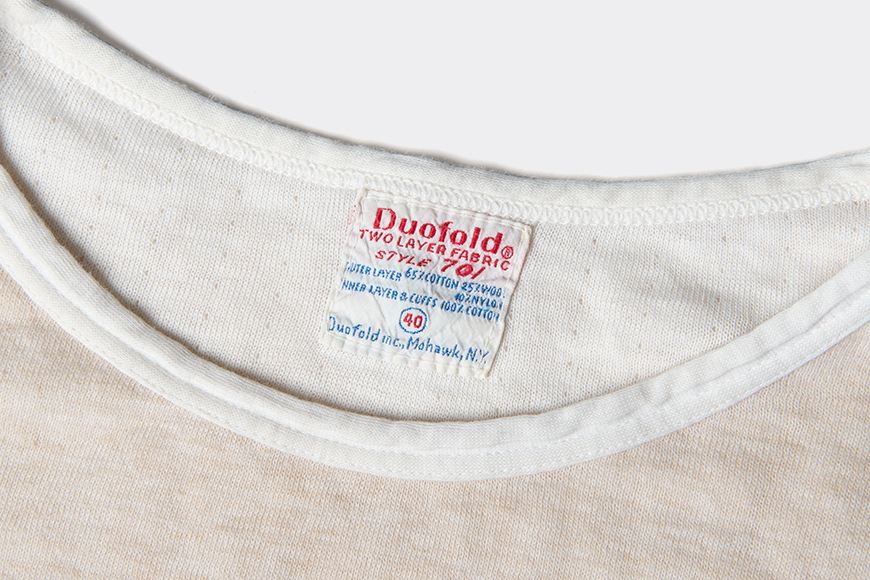 Duofold®
TWO LAYER FABRIC
STYLE 701
OUTER LAYER 65% COTTON 25% WOOL
10% NYLON
INNER LAYER & CUFFS 100% COTTON
40
Duofold inc., Mohawk, N.Y.